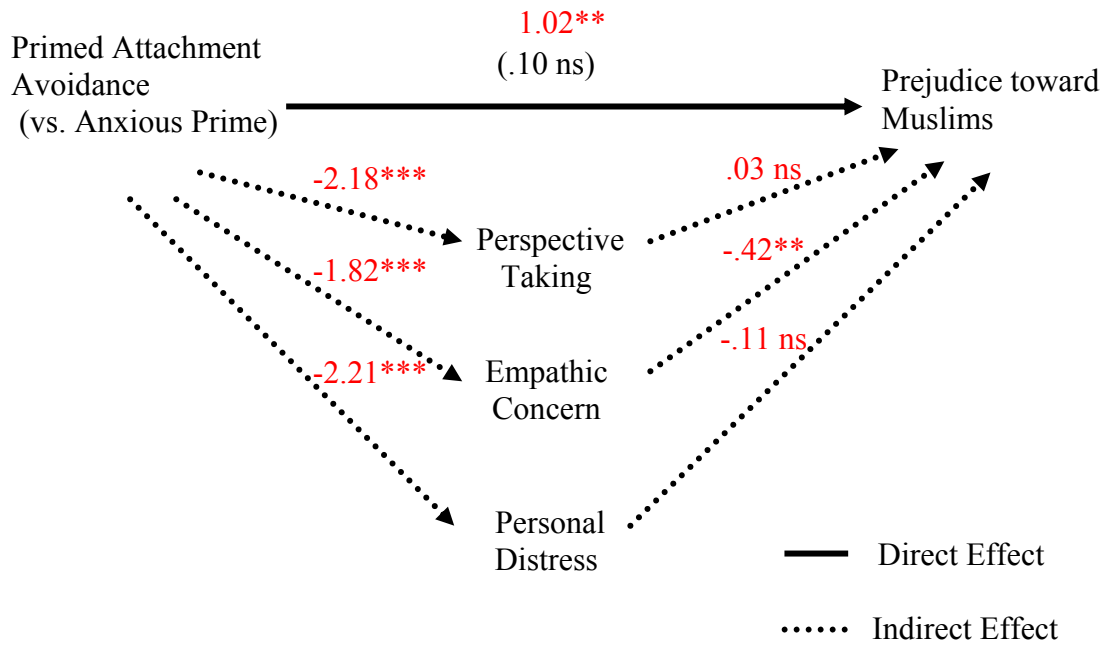 1.02**
(.10 ns)
Primed Attachment
Avoidance
(vs. Anxious Prime)
Prejudice toward
Muslims
-2.18***
.03 ns
Perspective
Taking
-1.82***
-.42**
Empathic
Concern
-2.21***
-.11 ns
Personal
Distress
Direct Effect
Indirect Effect